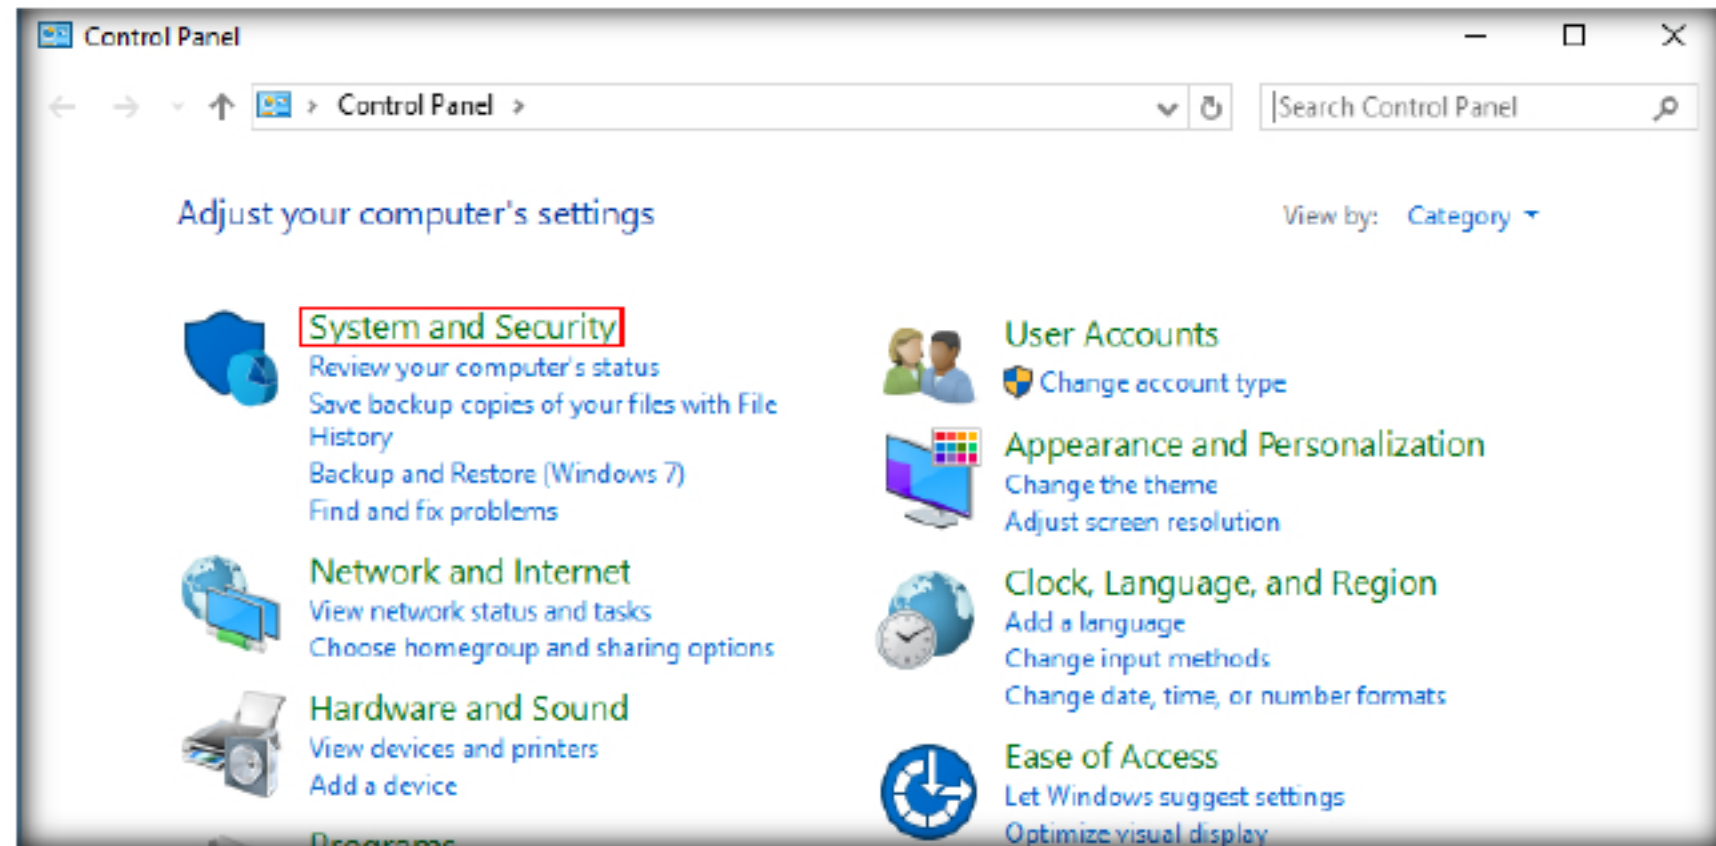 Control Panel
Control Panel
Search Control Panel
Adjust your computer's settings
View by: Category
System and Security
Review your computer's status
Save backup copies of your files with File
History
Backup and Restore (Windows 7)
Find and fix problems
Network and Internet
View network status and tasks
Choose homegroup and sharing options
Hardware and Sound
View devices and printers
Add a device
Programs
User Accounts
Change account type
Appearance and Personalization
Change the theme
Adjust screen resolution
Clock, Language, and Region
Add a language
Change input methods
Change date, time, or number formats
Ease of Access
Let Windows suggest settings
Optimize visual display